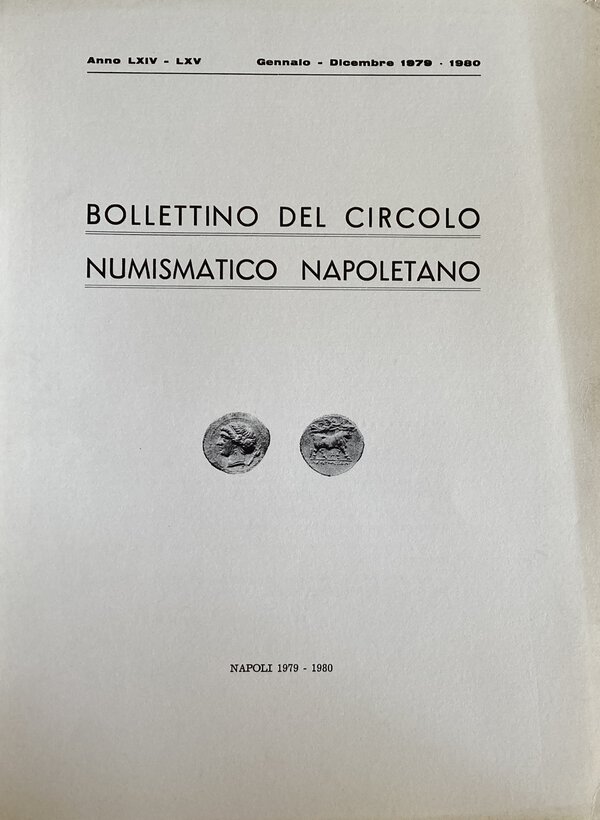 Anno LXIV - LXV Gennaio - Dicembre 1979 - 1980
BOLLETTINO DEL CIRCOLO
NUMISMATICO NAPOLETANO
NAPOLI 1979 - 1980